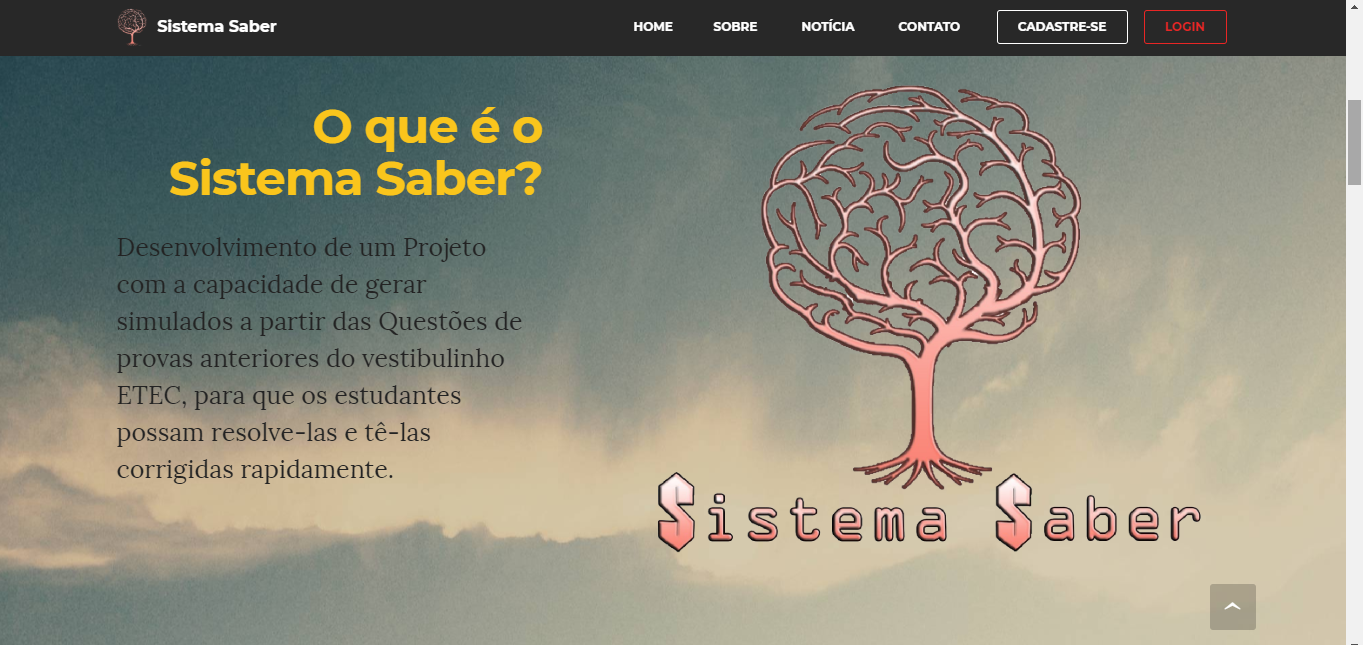 Sistema Saber
HOME
SOBRE
NOTÍCIA
CONTATO
CADASTRE-SE
LOGIN
O que é o
Sistema Saber?
Desenvolvimento de um Projeto
com a capacidade de gerar
simulados a partir das Questões de
provas anteriores do vestibulinho
ETEC, para que os estudantes
possam resolve-las e tê-las
corrigidas rapidamente.
Sistema Saber